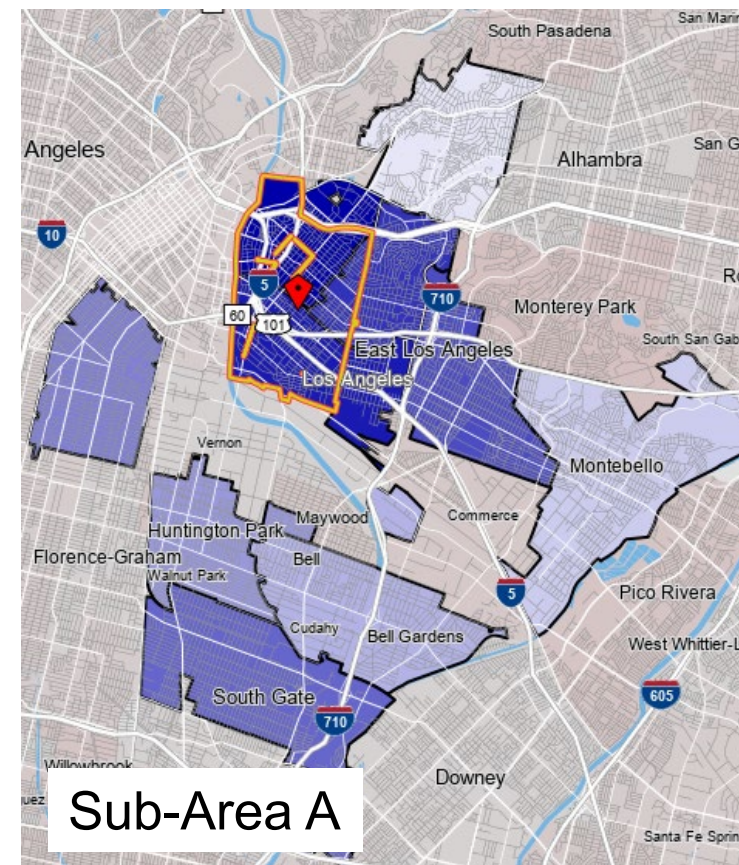 San Marin
South Pasadena
Angeles
Alhambra
San G
10
5
710
Monterey Park
60
101
South San Gab
East Los Angeles
Los Angeles
Vernon
Montebello
Maywood
Commerce
Huntington Park
Florence-Graham
Bell
Walnut Park
5
Pico Rivera
Cudahy
Bell Gardens
West Whittier-L
605
South Gate
710
Willowbrook
Downey
uez
Sub-Area A
Santa Fe Sprin